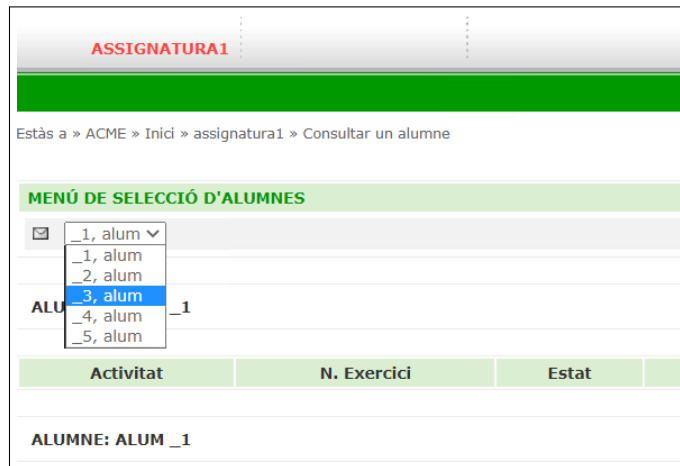 ASSIGNATURA1
Estàs a » ACME » Inici » assignatura1 » Consultar un alumne
MENÚ DE SELECCIÓ D'ALUMNES
_1, alum
_1, alum
_2, alum
_3, alum
_4, alum
_5, alum
ALU _1
Activitat N. Exercici Estat
ALUMNE: ALUM _1